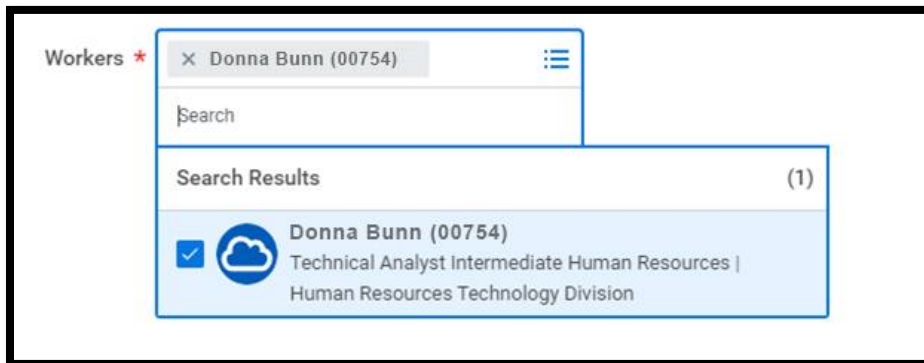 Workers *
× Donna Bunn (00754)
Search
Search Results (1)
Donna Bunn (00754)
Technical Analyst Intermediate Human Resources |
Human Resources Technology Division